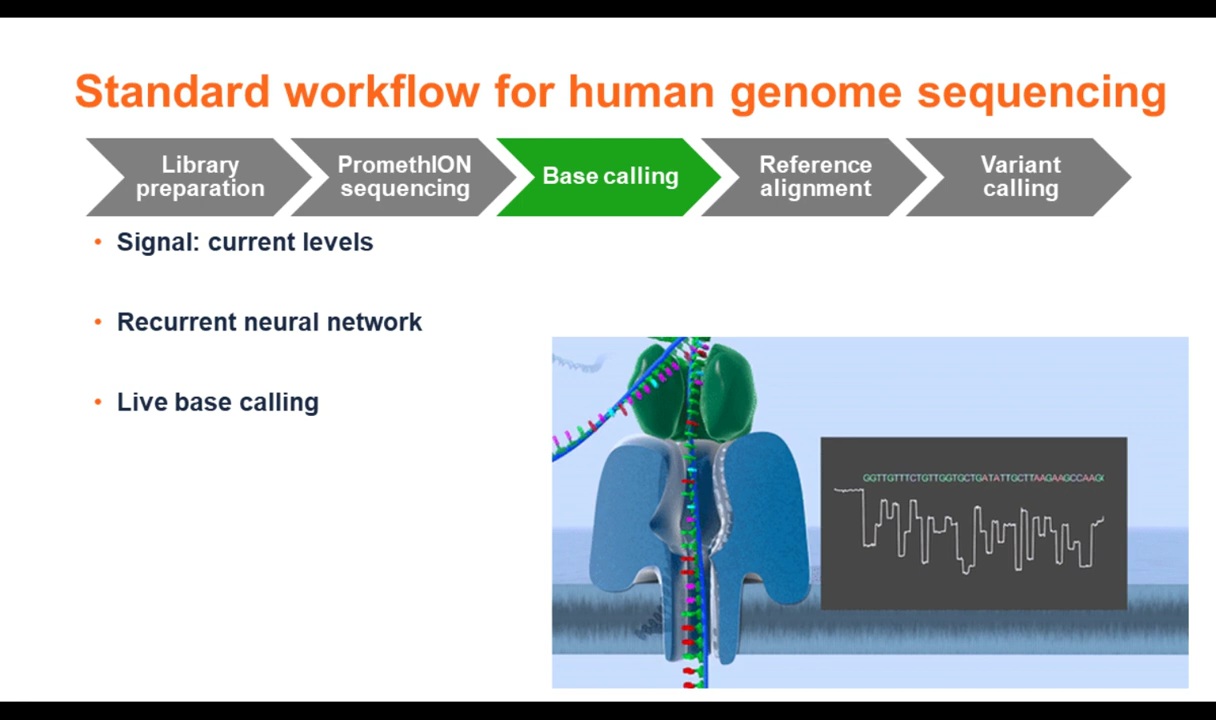 Standard workflow for human genome sequencing
Library
preparation
PromethION
sequencing
Base calling
Reference
alignment
Variant
calling
• Signal: current levels
• Recurrent neural network
• Live base calling
GGTTGTTTCTGTTGGTGCTGATATTGCTTAAGAAGCCAAG